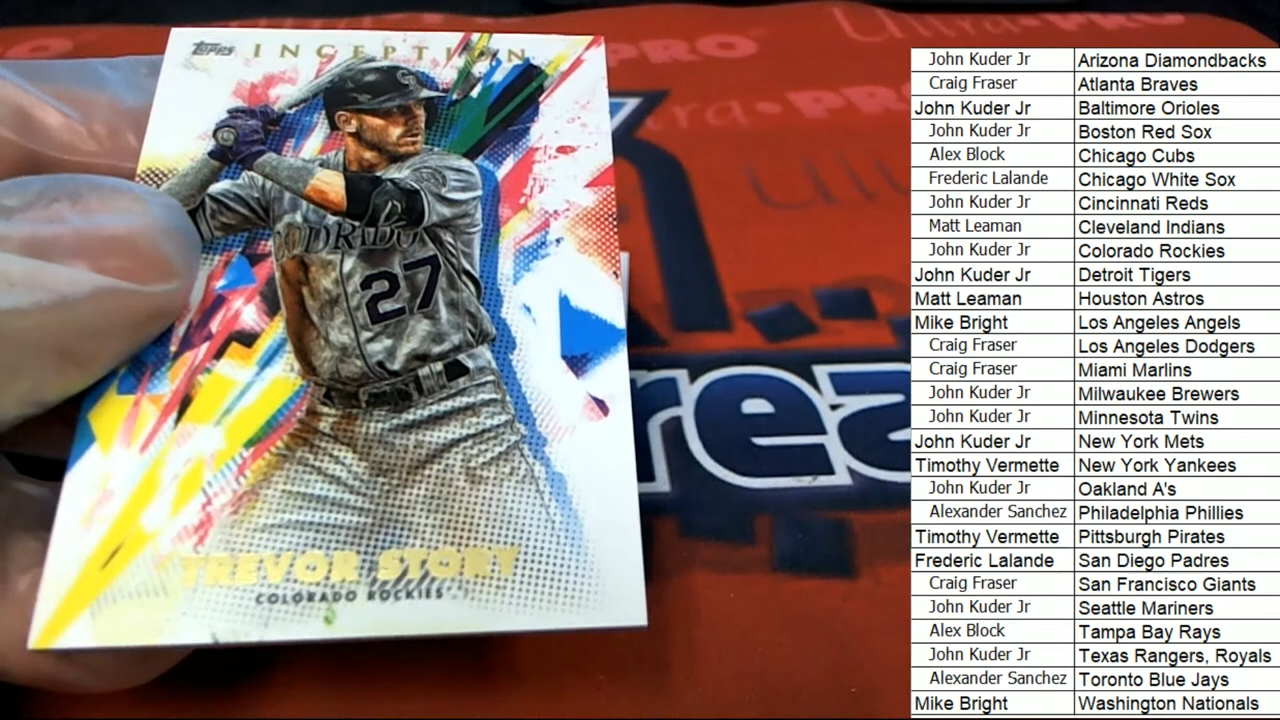 Topps INCEPTION
27
TREVOR STORY
COLORADO ROCKIES
Ultra•PRO
rea
John Kuder Jr Arizona Diamondbacks
Craig Fraser Atlanta Braves
John Kuder Jr Baltimore Orioles
John Kuder Jr Boston Red Sox
Alex Block Chicago Cubs
Frederic Lalande Chicago White Sox
John Kuder Jr Cincinnati Reds
Matt Leaman Cleveland Indians
John Kuder Jr Colorado Rockies
John Kuder Jr Detroit Tigers
Matt Leaman Houston Astros
Mike Bright Los Angeles Angels
Craig Fraser Los Angeles Dodgers
Craig Fraser Miami Marlins
John Kuder Jr Milwaukee Brewers
John Kuder Jr Minnesota Twins
John Kuder Jr New York Mets
Timothy Vermette New York Yankees
John Kuder Jr Oakland A's
Alexander Sanchez Philadelphia Phillies
Timothy Vermette Pittsburgh Pirates
Frederic Lalande San Diego Padres
Craig Fraser San Francisco Giants
John Kuder Jr Seattle Mariners
Alex Block Tampa Bay Rays
John Kuder Jr Texas Rangers, Royals
Alexander Sanchez Toronto Blue Jays
Mike Bright Washington Nationals